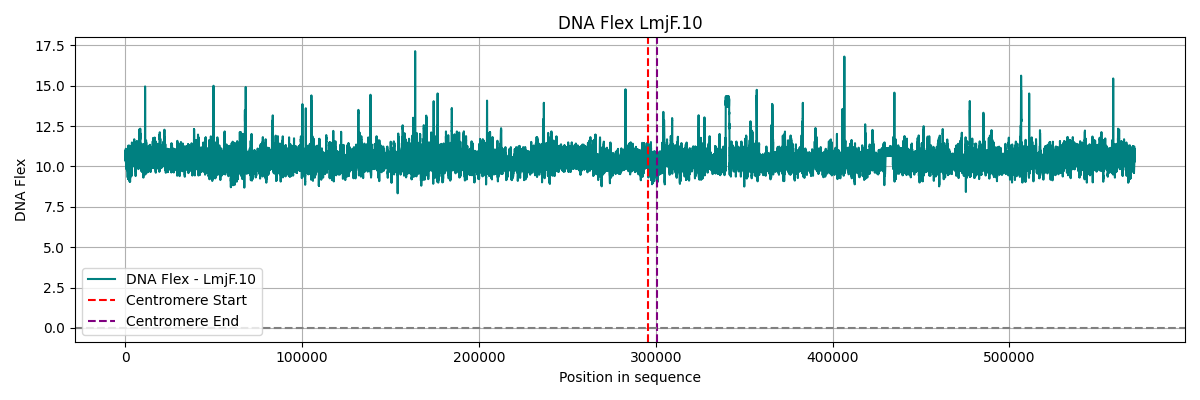 DNA Flex LmjF.10
17.5
15.0
12.5
10.0
7.5
5.0
2.5
0.0
DNA Flex
DNA Flex - LmjF.10
Centromere Start
Centromere End
0 100000 200000 300000 400000 500000
Position in sequence